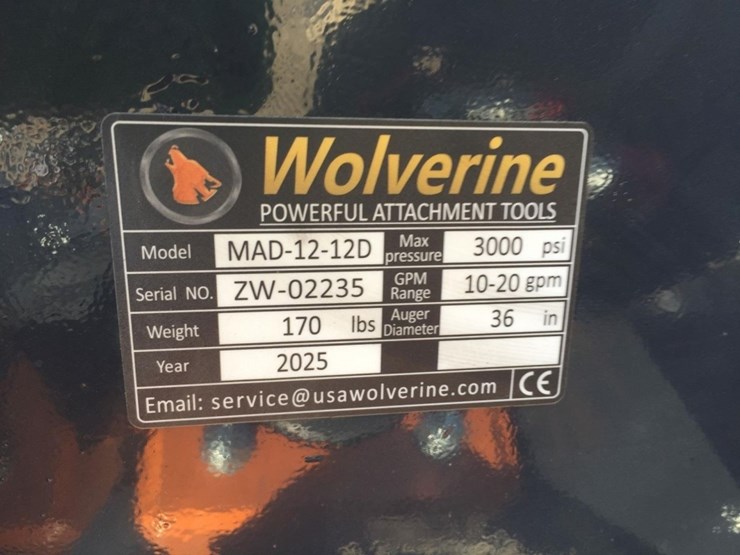 Wolverine
POWERFUL ATTACHMENT TOOLS
Model MAD-12-12D Max pressure 3000 psi
Serial NO. ZW-02235 GPM Range 10-20 gpm
Weight 170 lbs Auger Diameter 36 in
Year 2025
Email: service@usawolverine.com CE